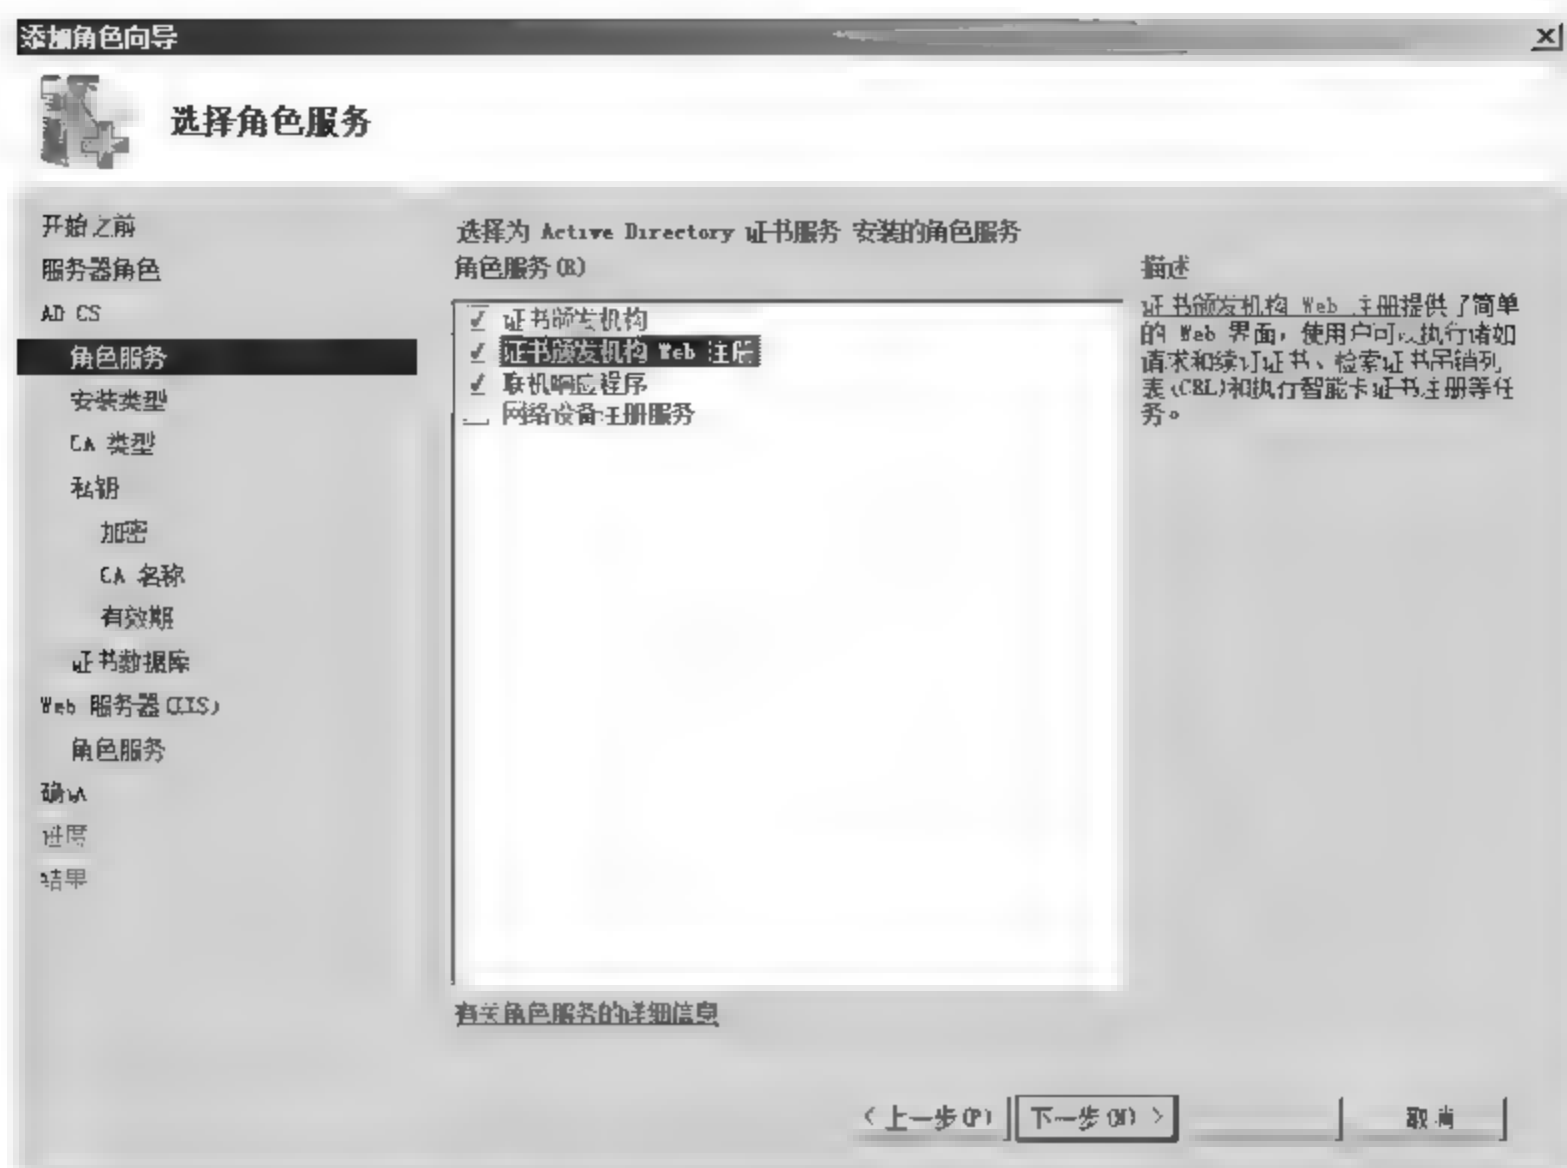 添加角色向导
选择角色服务
开始之前
服务器角色
AD CS
角色服务
安装类型
CA 类型
私钥
加密
CA 名称
有效期
证书数据库
Web 服务器(IIS)
角色服务
确认
进度
结果
选择为 Active Directory 证书服务 安装的角色服务
角色服务(R)
证书颁发机构
证书颁发机构 Web 注册
联机响应程序
网络设备注册服务
有关角色服务的详细信息
描述
证书颁发机构 Web 注册提供了简单
的 Web 界面，使用户可以执行诸如
请求和续订证书、检索证书吊销列
表(CRL)和执行智能卡证书注册等任
务。
< 上一步(P)
下一步(N) >
取消